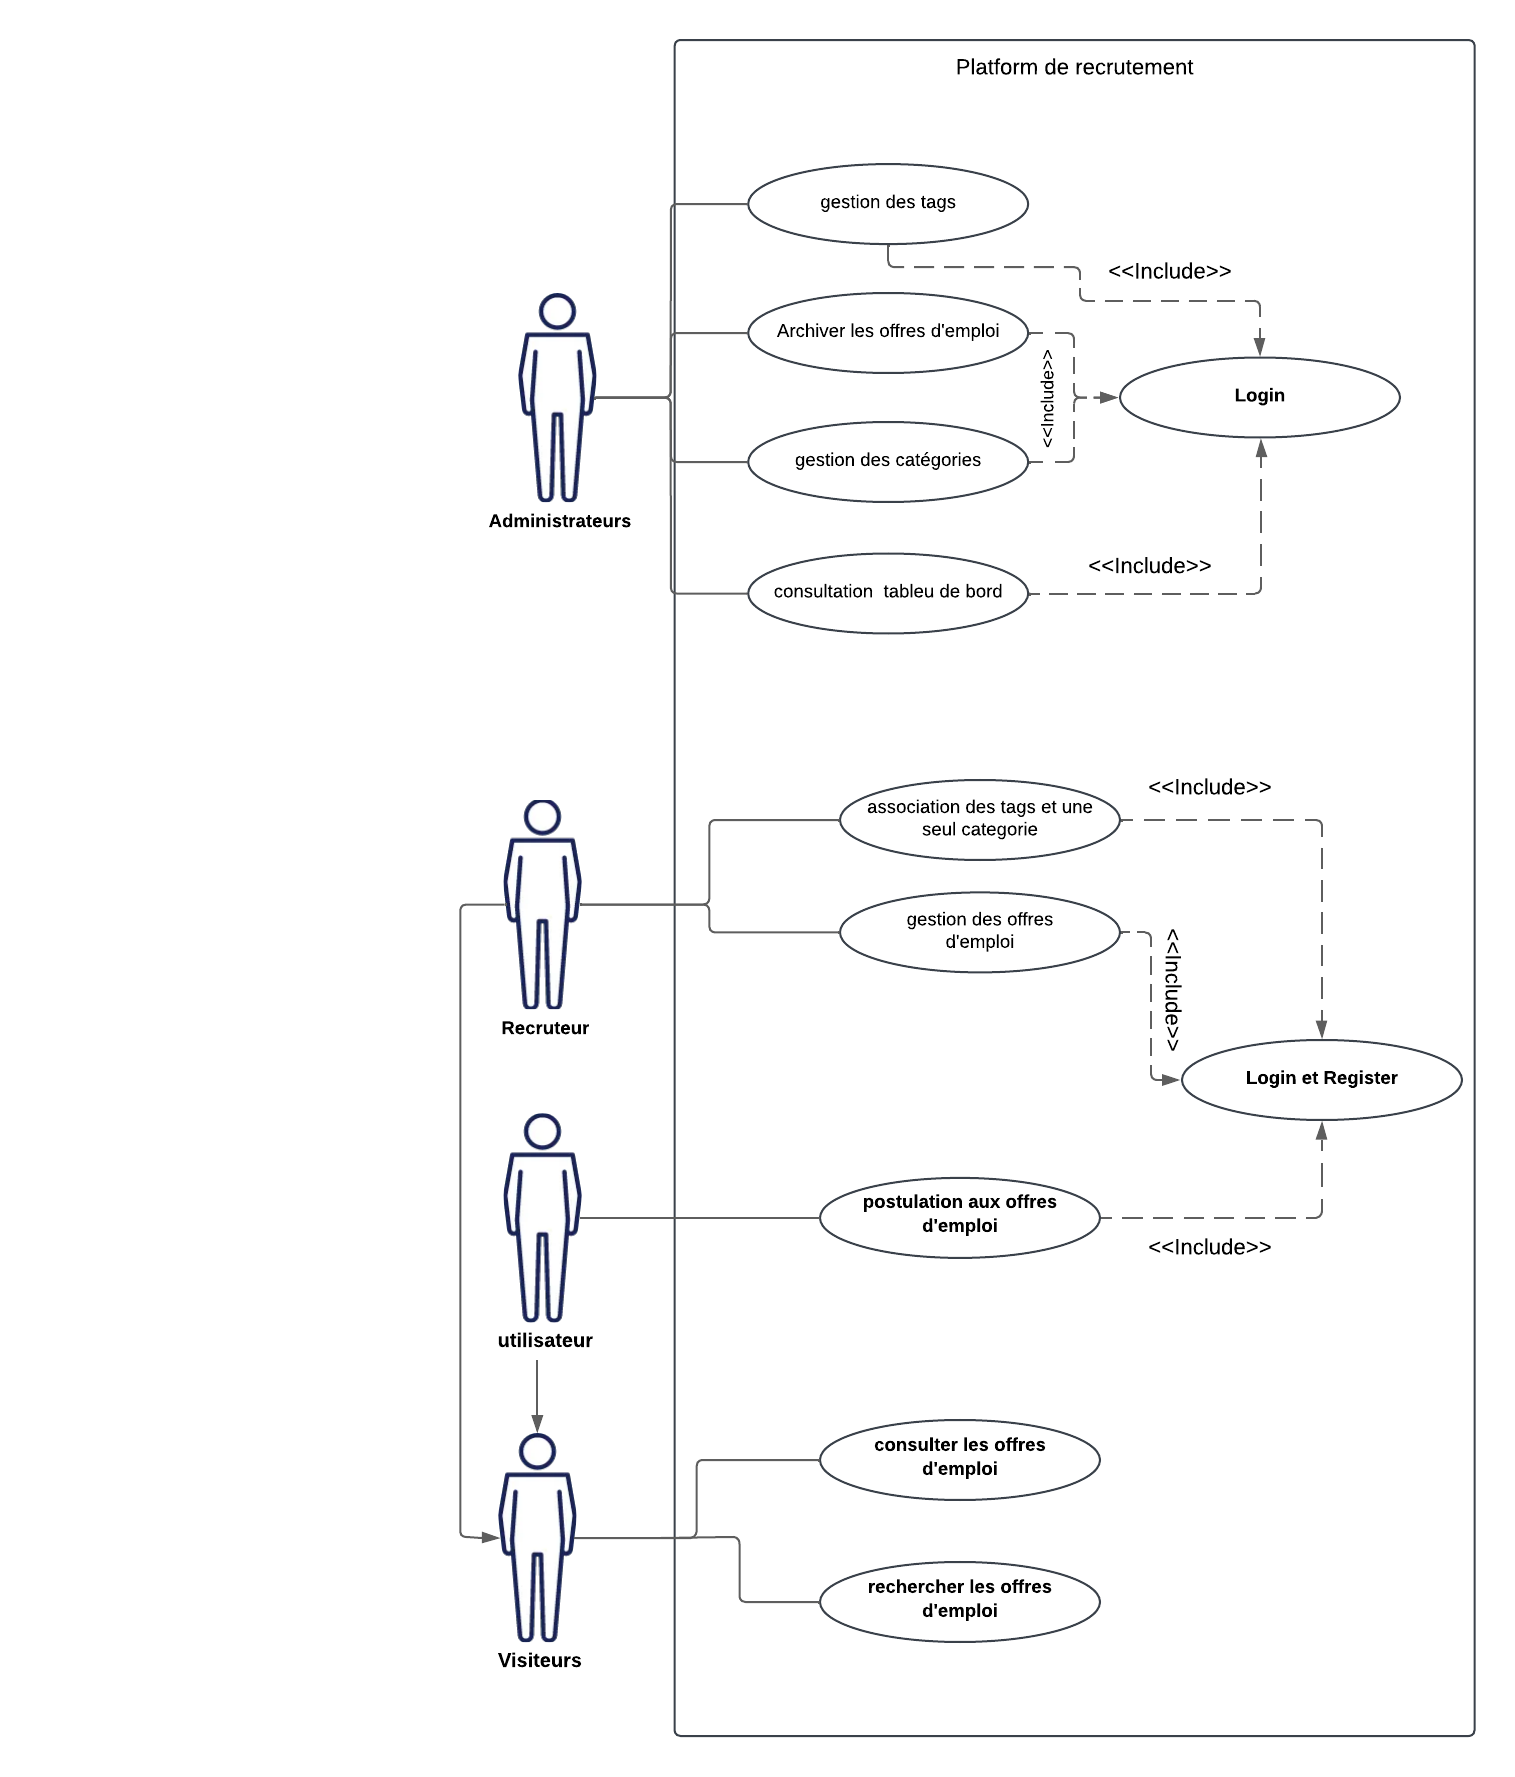 Platform de recrutement
gestion des tags
<<Include>>
Archiver les offres d'emploi
<<Include>>
Login
gestion des catégories
Administrateurs
<<Include>>
consultation  tableu de bord
<<Include>>
association des tags et une
seul categorie
gestion des offres
d'emploi
<<Include>>
Recruteur
Login et Register
postulation aux offres
d'emploi
<<Include>>
utilisateur
consulter les offres
d'emploi
rechercher les offres
d'emploi
Visiteurs